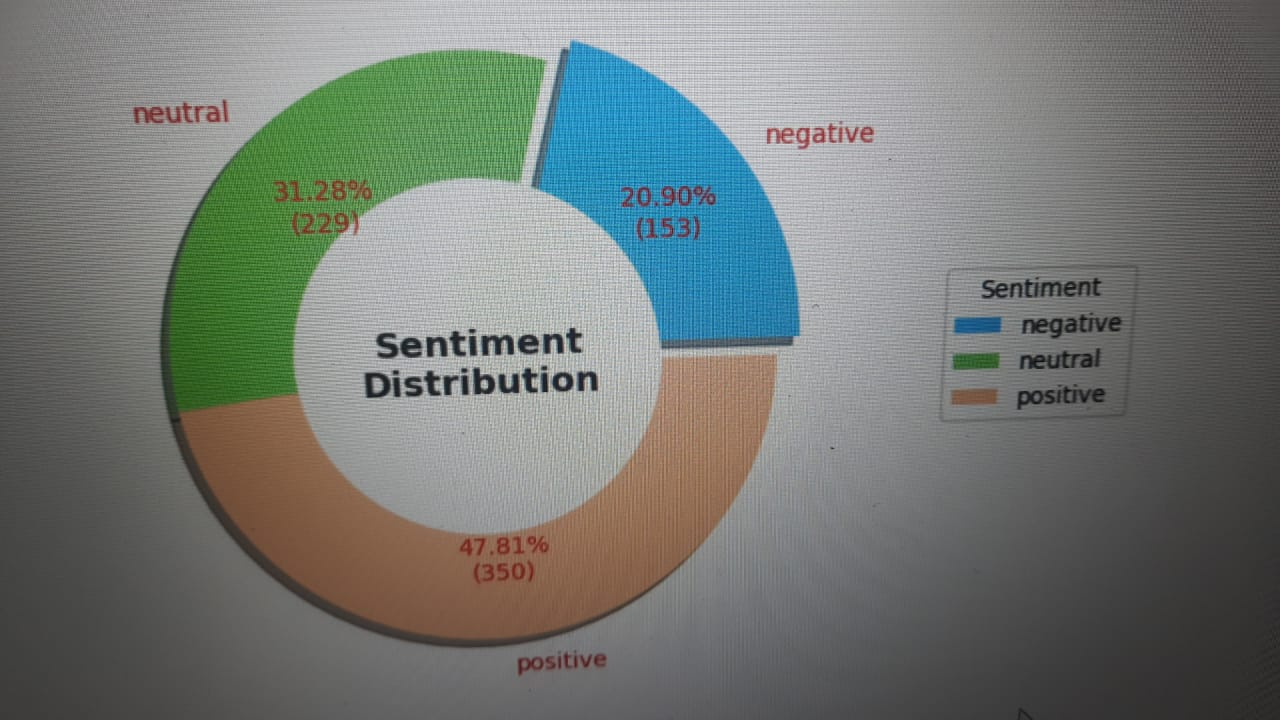 neutral
negative
31.28%
(229)
20.90%
(153)
Sentiment
Distribution
47.81%
(350)
positive
Sentiment
negative
neutral
positive